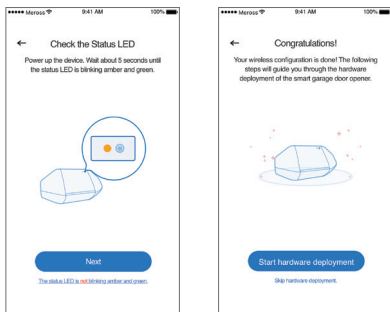 Meross 9:41 AM 100%
Check the Status LED
Power up the device. Wait about 5 seconds until
the status LED is blinking amber and green.
Next
The status LED is not blinking amber and green.
Meross 9:41 AM 100%
Congratulations!
Your wireless configuration is done! The following
steps will guide you through the hardware
deployment of the smart garage door opener.
Start hardware deployment
Skip hardware deployment.